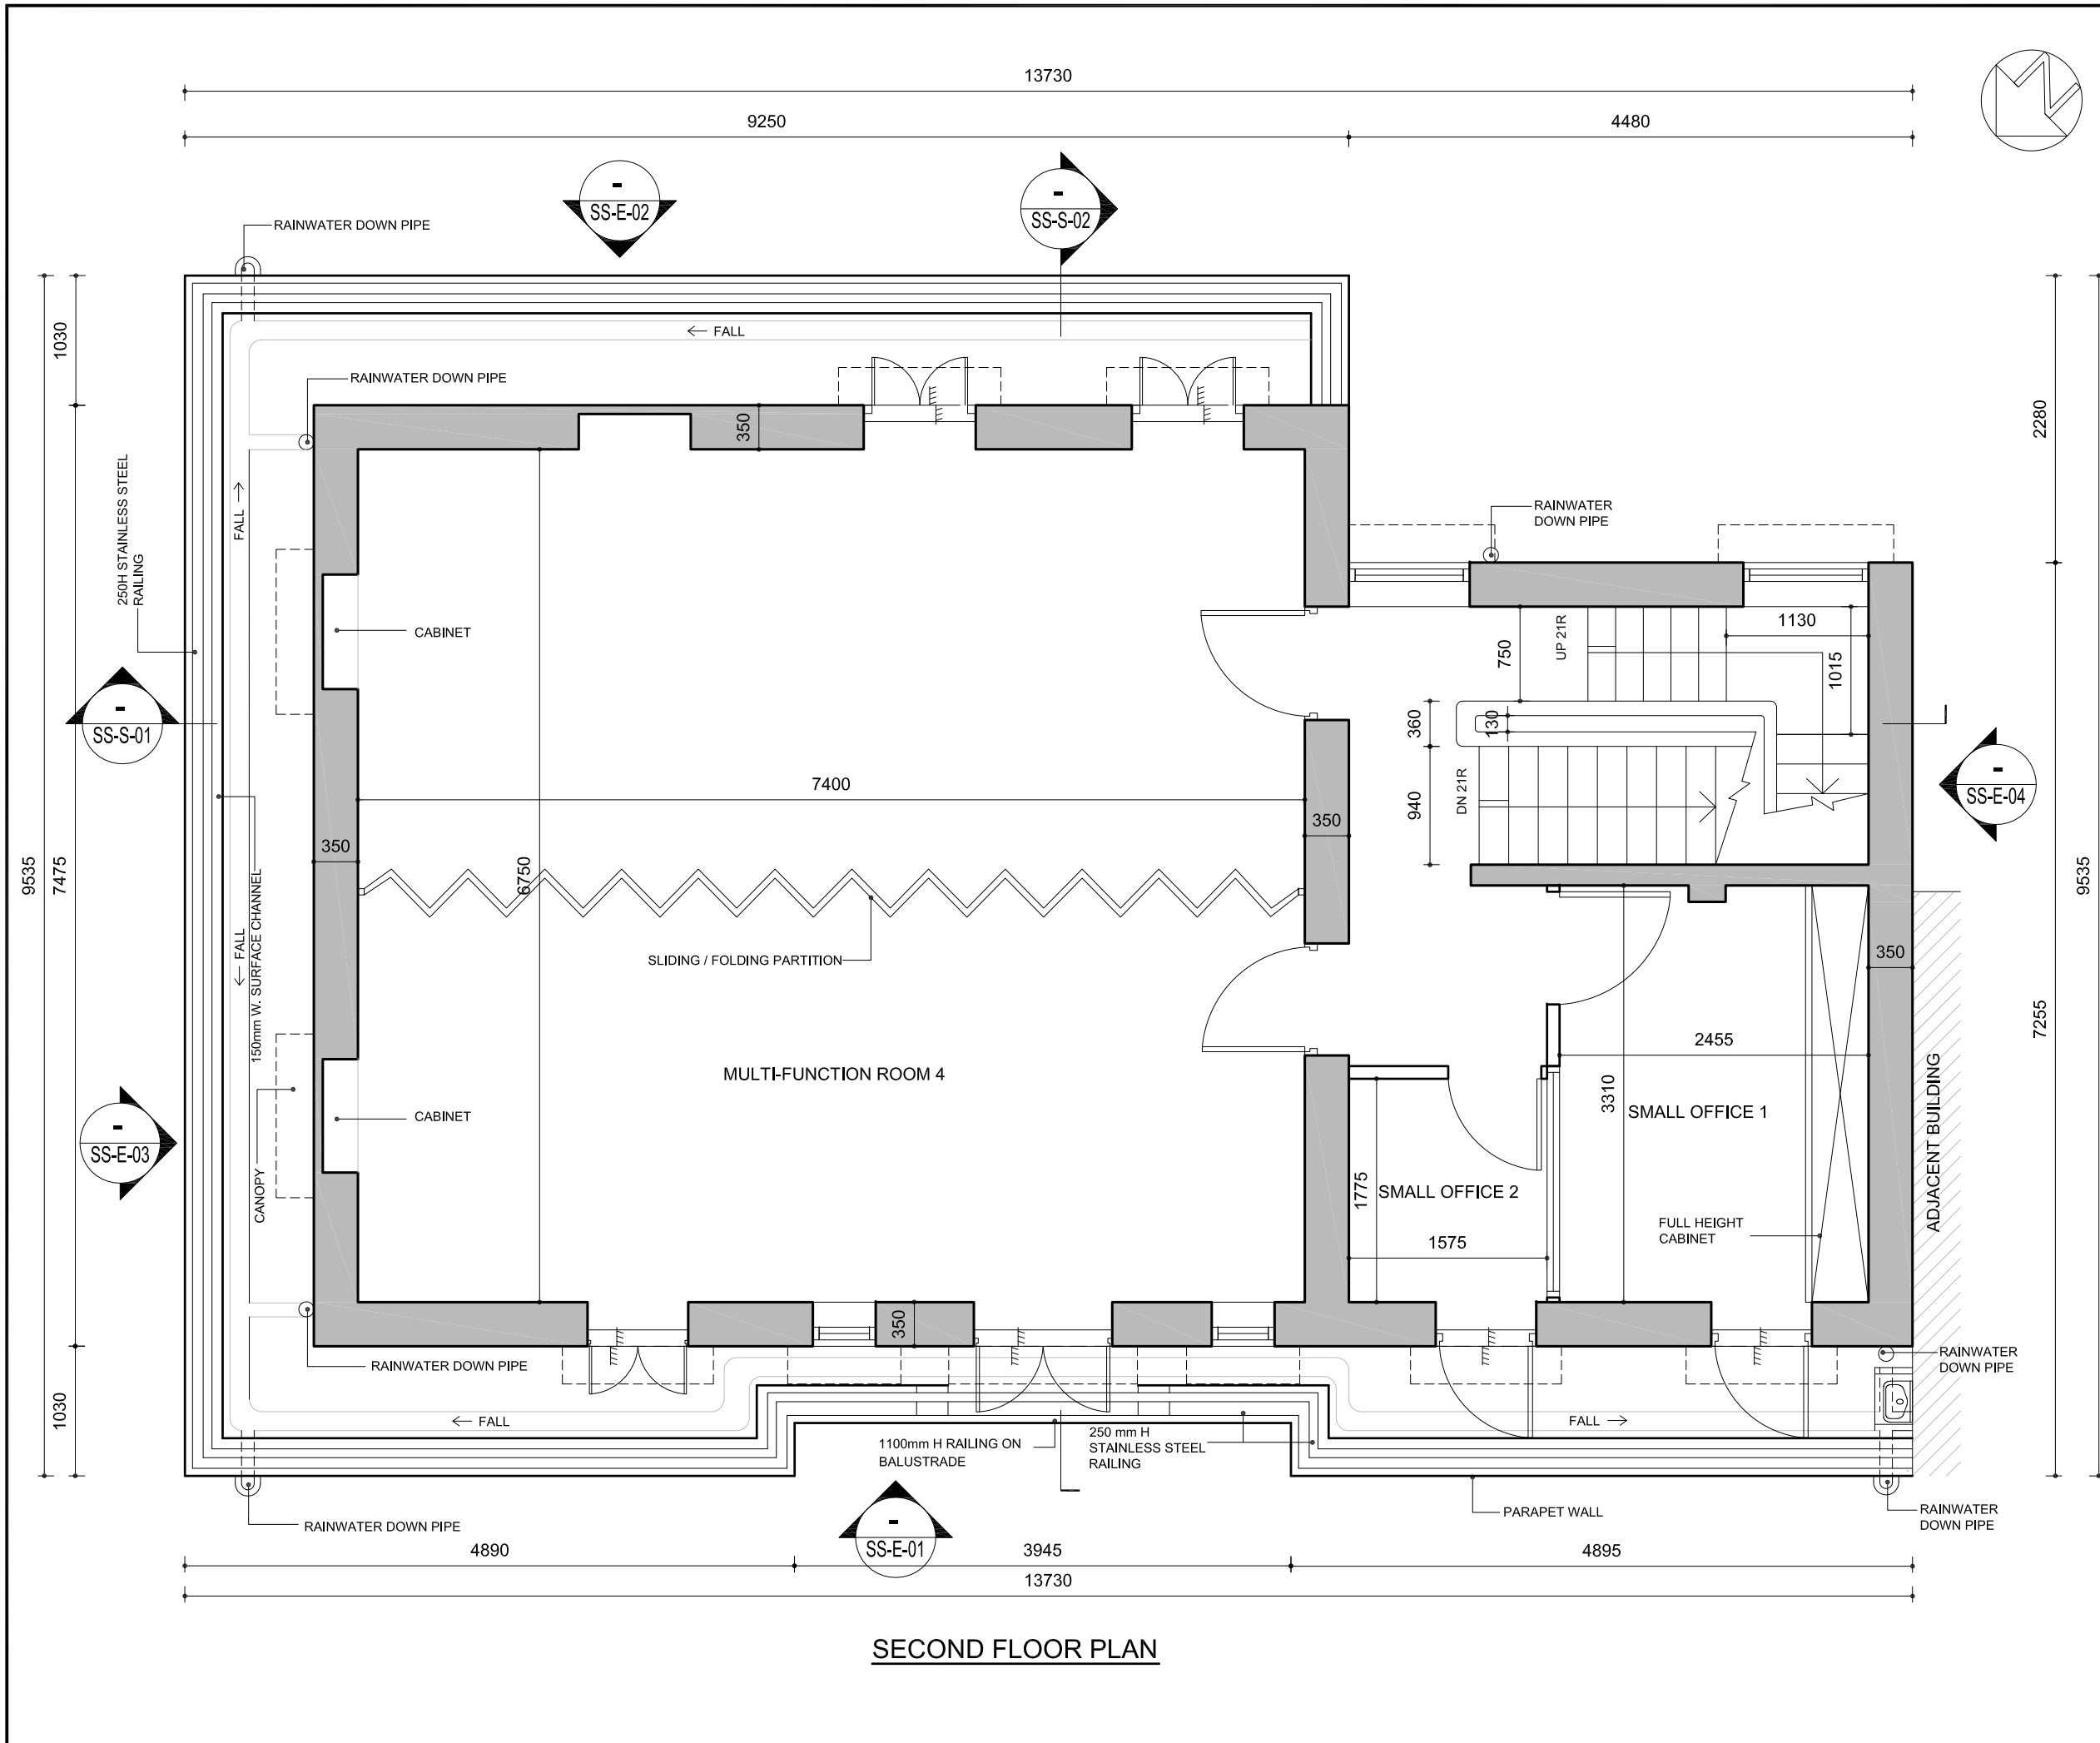 13730
9250
4480
-
SS-E-02
-
SS-S-02
RAINWATER DOWN PIPE
1030
FALL
RAINWATER DOWN PIPE
350
2280
250H STAINLESS STEEL
RAILING
FALL
RAINWATER
DOWN PIPE
CABINET
750
UP 21R
1130
1015
-
SS-S-01
360
130
7400
940
DN 21R
-
SS-E-04
350
350
9535
7475
6750
9535
SLIDING / FOLDING PARTITION
FALL
150mm W. SURFACE CHANNEL
350
7255
2455
MULTI-FUNCTION ROOM 4
3310
SMALL OFFICE 1
CABINET
-
SS-E-03
CANOPY
1775
SMALL OFFICE 2
ADJACENT BUILDING
FULL HEIGHT
CABINET
1575
350
RAINWATER DOWN PIPE
RAINWATER
DOWN PIPE
1030
FALL
FALL
1100mm H RAILING ON
BALUSTRADE
250 mm H
STAINLESS STEEL
RAILING
PARAPET WALL
RAINWATER DOWN PIPE
RAINWATER
DOWN PIPE
-
SS-E-01
4890
3945
4895
13730
SECOND FLOOR PLAN